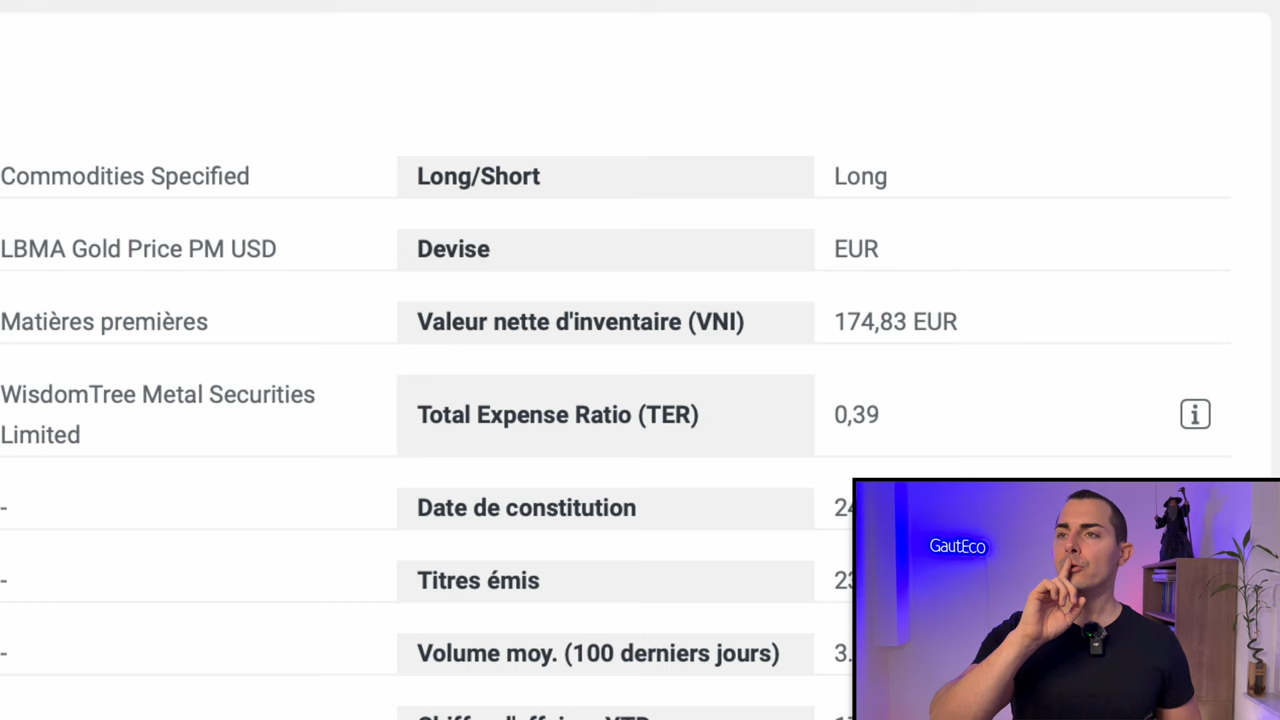 Commodities Specified Long/Short Long
LBMA Gold Price PM USD Devise EUR
Matières premières Valeur nette d'inventaire (VNI) 174,83 EUR
WisdomTree Metal Securities
Limited
Total Expense Ratio (TER) 0,39
- Date de constitution
- Titres émis
- Volume moy. (100 derniers jours)
GautEco